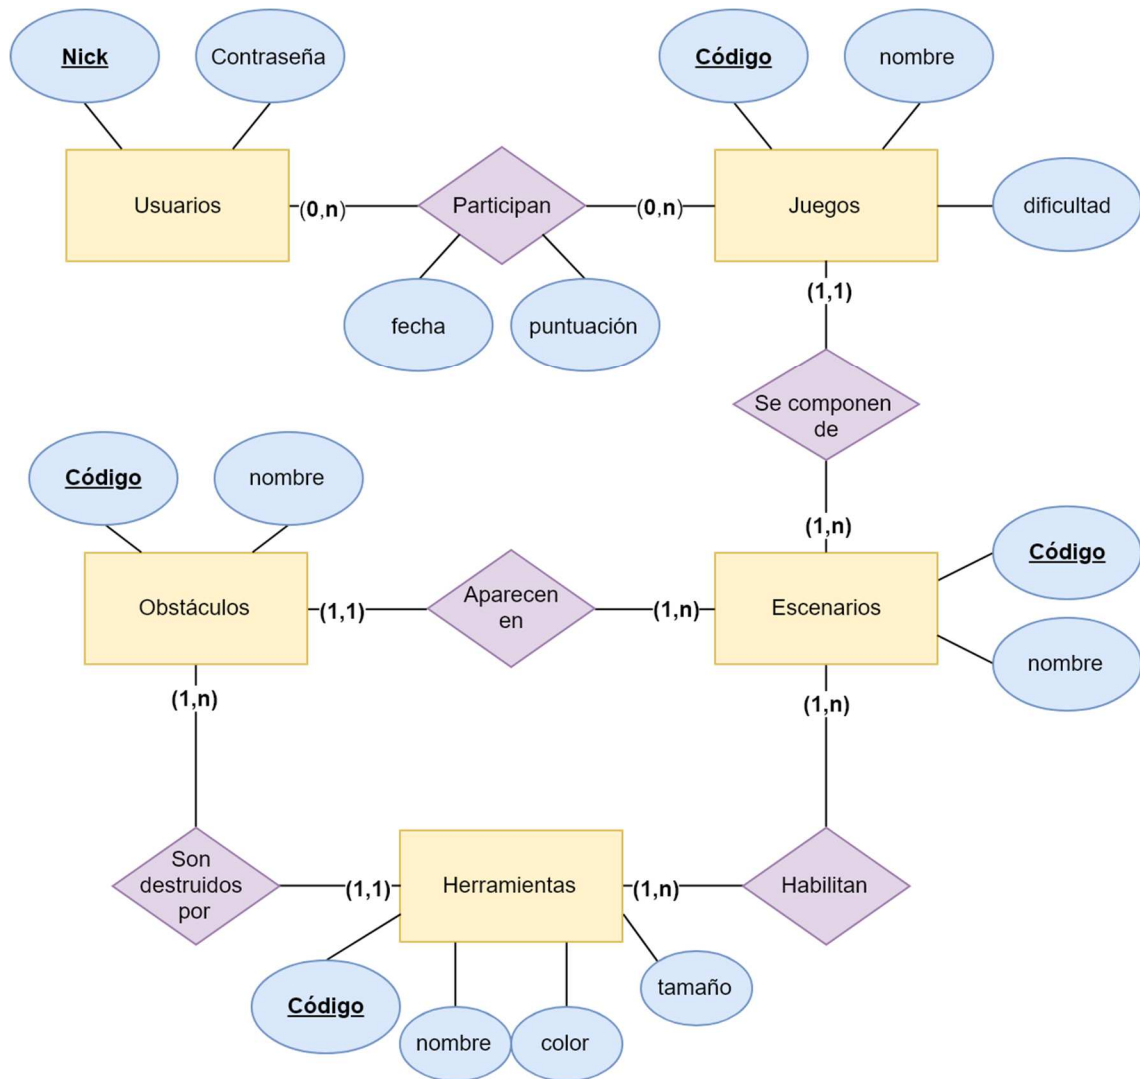 Nick
Contraseña
Código
nombre
Usuarios
(0,n)
Participan
(0,n)
Juegos
dificultad
fecha
puntuación
(1,1)
Se componen
de
(1,n)
Código
nombre
Obstáculos
(1,1)
Aparecen
en
(1,n)
Escenarios
Código
nombre
(1,n)
(1,n)
Son
destruidos
por
(1,1)
Herramientas
(1,n)
Habilitan
Código
nombre
color
tamaño